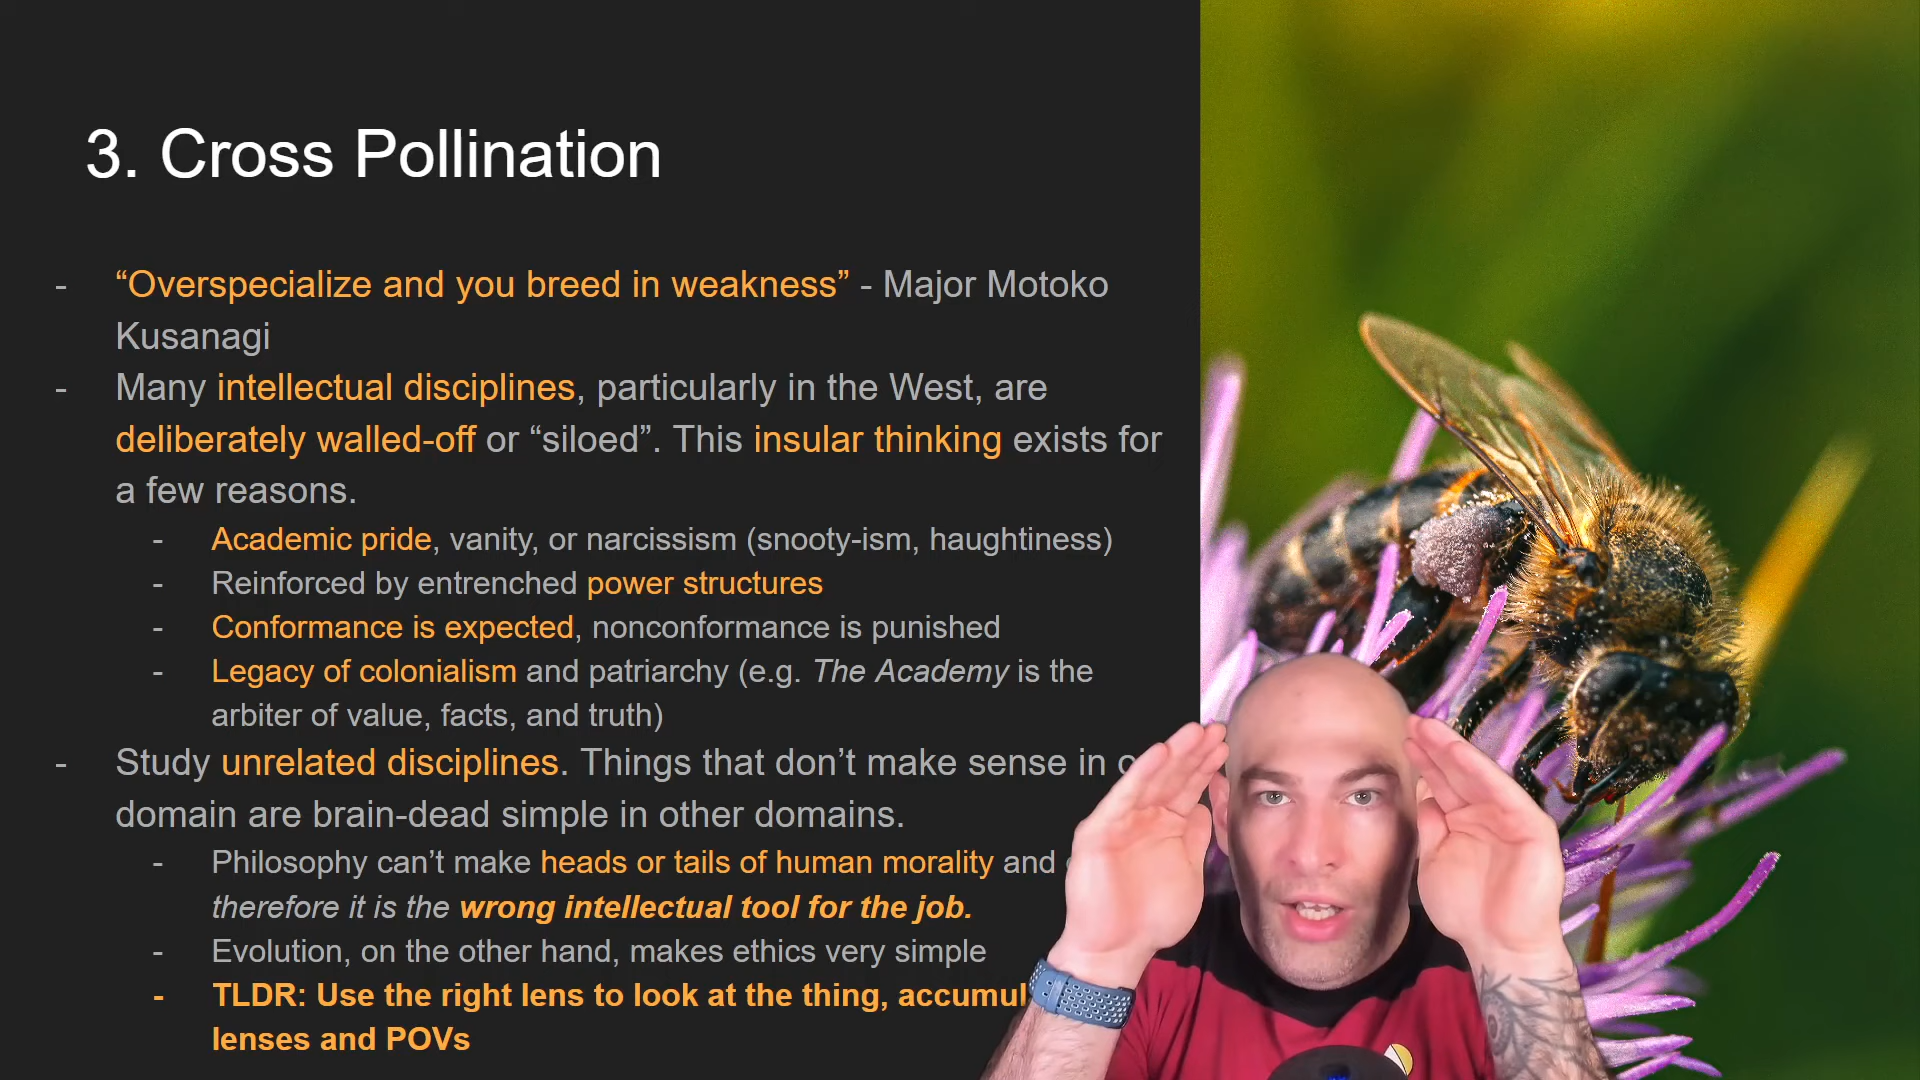 3. Cross Pollination
- “Overspecialize and you breed in weakness” - Major Motoko
Kusanagi
- Many intellectual disciplines, particularly in the West, are
deliberately walled-off or “siloed”. This insular thinking exists for
a few reasons.
- Academic pride, vanity, or narcissism (snooty-ism, haughtiness)
- Reinforced by entrenched power structures
- Conformance is expected, nonconformance is punished
- Legacy of colonialism and patriarchy (e.g. The Academy is the
arbiter of value, facts, and truth)
- Study unrelated disciplines. Things that don’t make sense in
domain are brain-dead simple in other domains.
- Philosophy can’t make heads or tails of human morality and
therefore it is the wrong intellectual tool for the job.
- Evolution, on the other hand, makes ethics very simple
- TLDR: Use the right lens to look at the thing,
lenses and POVs